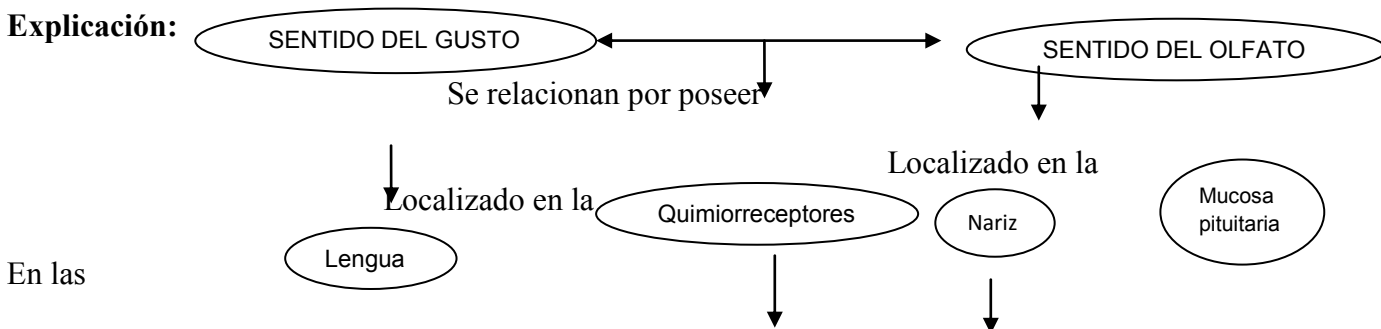 Explicación:
SENTIDO DEL GUSTO
SENTIDO DEL OLFATO
Se relacionan por poseer
Localizado en la
Localizado en la
Quimiorreceptores
Nariz
Mucosa
pituitaria
Lengua
En las